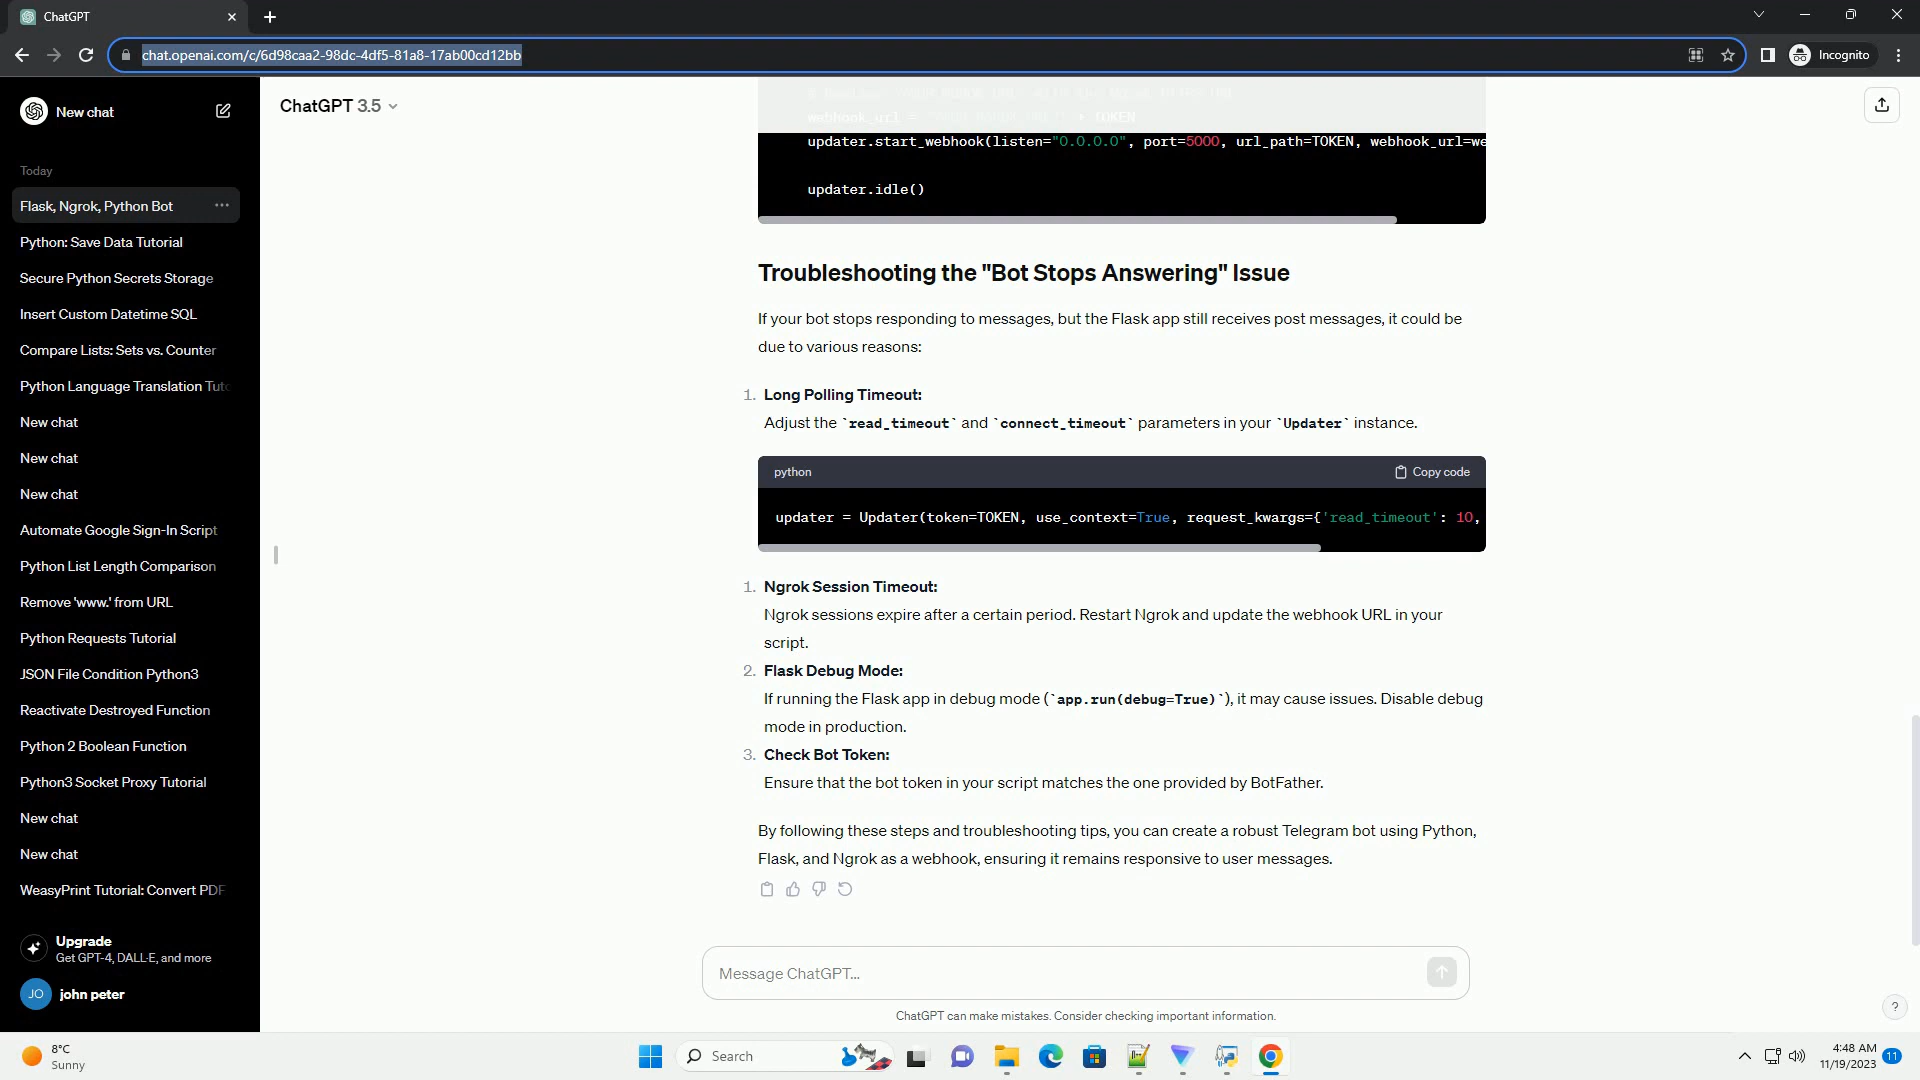 ChatGPT
chat.openai.com/c/6d98caa2-98dc-4df5-81a8-17ab00cd12bb
Incognito
New chat
ChatGPT 3.5
Today
Flask, Ngrok, Python Bot
Python: Save Data Tutorial
Secure Python Secrets Storage
Insert Custom Datetime SQL
Compare Lists: Sets vs. Counter
Python Language Translation Tuto
New chat
New chat
New chat
Automate Google Sign-In Script
Python List Length Comparison
Remove 'www.' from URL
Python Requests Tutorial
JSON File Condition Python3
Reactivate Destroyed Function
Python 2 Boolean Function
Python3 Socket Proxy Tutorial
New chat
New chat
WeasyPrint Tutorial: Convert PDF
Upgrade
Get GPT-4, DALL·E, and more
JO john peter
webhook_url = TOKEN
updater.start_webhook(listen="0.0.0.0", port=5000, url_path=TOKEN, webhook_url=we
updater.idle()
Troubleshooting the "Bot Stops Answering" Issue
If your bot stops responding to messages, but the Flask app still receives post messages, it could be
due to various reasons:
1. Long Polling Timeout:
Adjust the `read_timeout` and `connect_timeout` parameters in your `Updater` instance.
python Copy code
updater = Updater(token=TOKEN, use_context=True, request_kwargs={'read_timeout': 10,
1. Ngrok Session Timeout:
Ngrok sessions expire after a certain period. Restart Ngrok and update the webhook URL in your
script.
2. Flask Debug Mode:
If running the Flask app in debug mode (`app.run(debug=True)`), it may cause issues. Disable debug
mode in production.
3. Check Bot Token:
Ensure that the bot token in your script matches the one provided by BotFather.
By following these steps and troubleshooting tips, you can create a robust Telegram bot using Python,
Flask, and Ngrok as a webhook, ensuring it remains responsive to user messages.
Message ChatGPT...
ChatGPT can make mistakes. Consider checking important information.
?
8°C
Sunny
Search
4:48 AM
11/19/2023
11